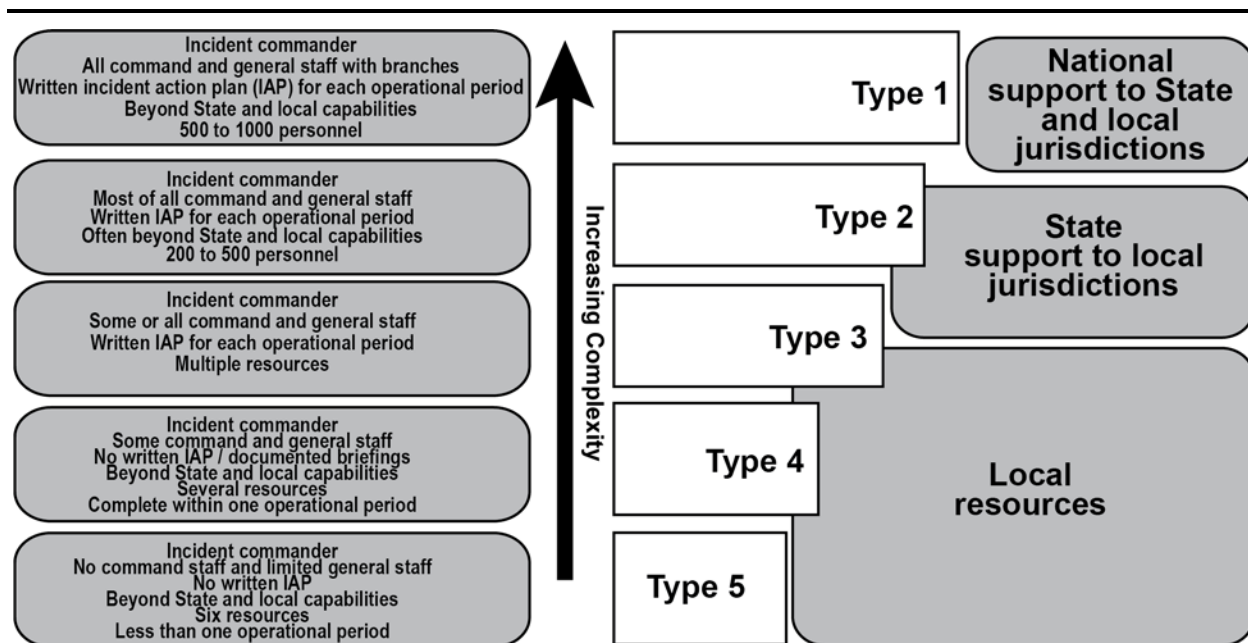 Incident commander
All command and general staff with branches
Written incident action plan (IAP) for each operational period
Beyond State and local capabilities
500 to 1000 personnel
Incident commander
Most of all command and general staff
Written IAP for each operational period
Often beyond State and local capabilities
200 to 500 personnel
Incident commander
Some or all command and general staff
Written IAP for each operational period
Multiple resources
Incident commander
Some command and general staff
No written IAP / documented briefings
Beyond State and local capabilities
Several resources
Complete within one operational period
Incident commander
No command staff and limited general staff
No written IAP
Beyond State and local capabilities
Six resources
Less than one operational period
Increasing Complexity
Type 1
Type 2
Type 3
Type 4
Type 5
National
support to State
and local
jurisdictions
State
support to local
jurisdictions
Local
resources